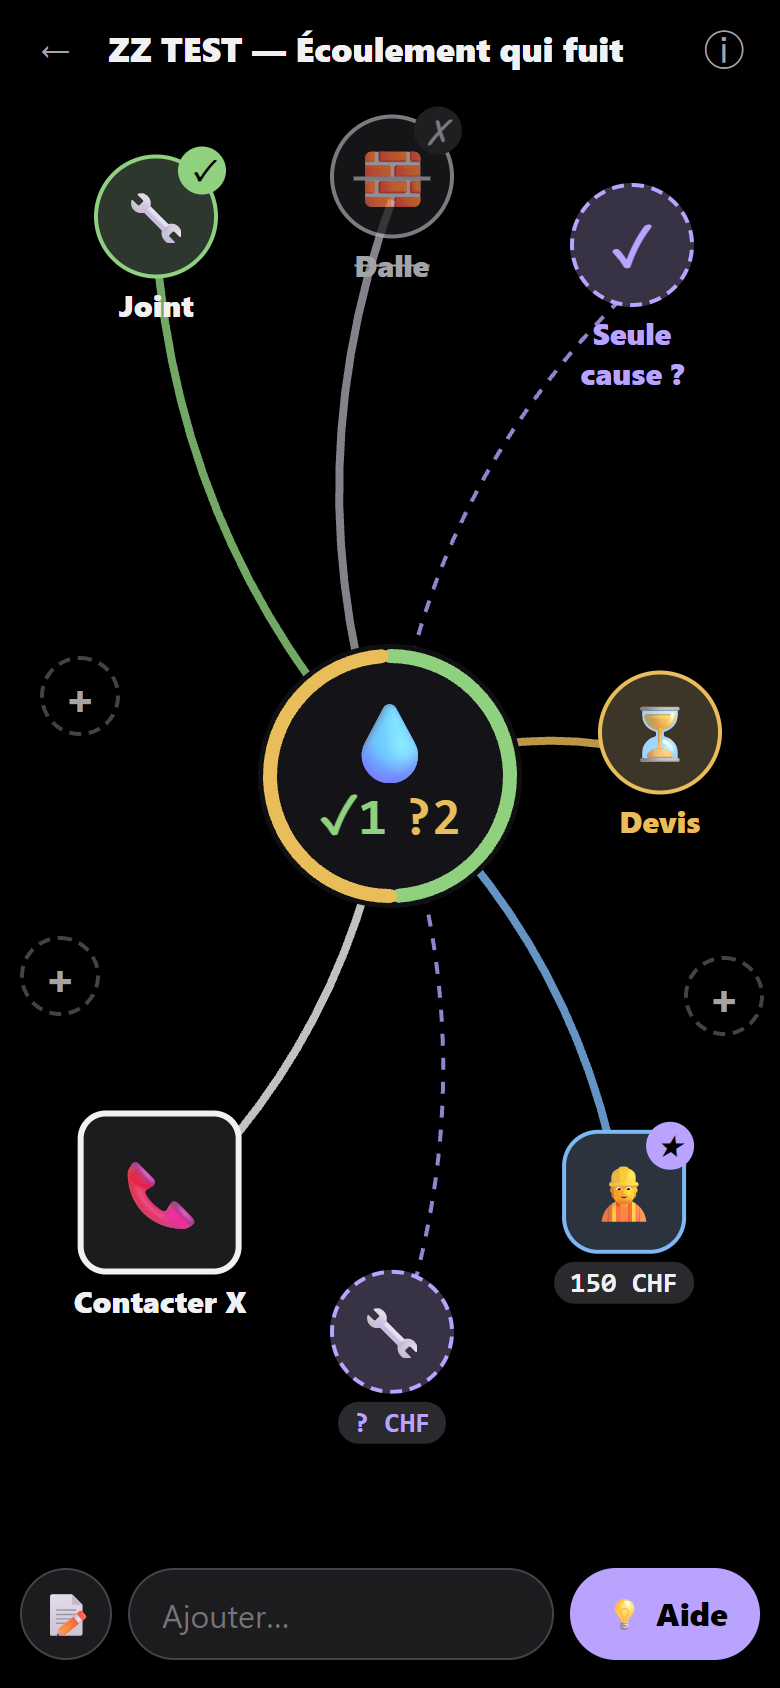 ← ZZ TEST — Écoulement qui fuit ⓘ
✗
✓
Dalle
✓
Joint
Seule
cause ?
+
✓1 ?2
Devis
+
+
★
150 CHF
Contacter X
? CHF
Ajouter...
Aide